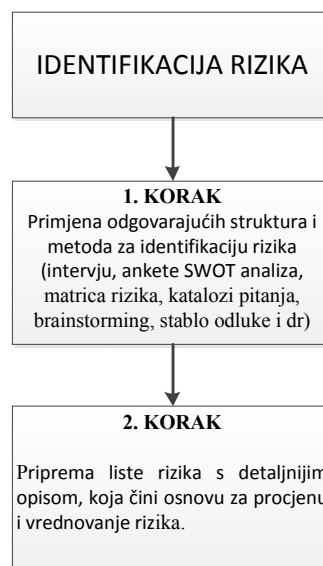 IDENTIFIKACIJA RIZIKA
1. KORAK
Primjena odgovarajućih struktura i
metoda za identifikaciju rizika
(intervju, ankete SWOT analiza,
matrica rizika, katalozi pitanja,
brainstorming, stablo odluke i dr)
2. KORAK
Priprema liste rizika s detaljnijim
opisom, koja čini osnovu za procjenu
i vrednovanje rizika.